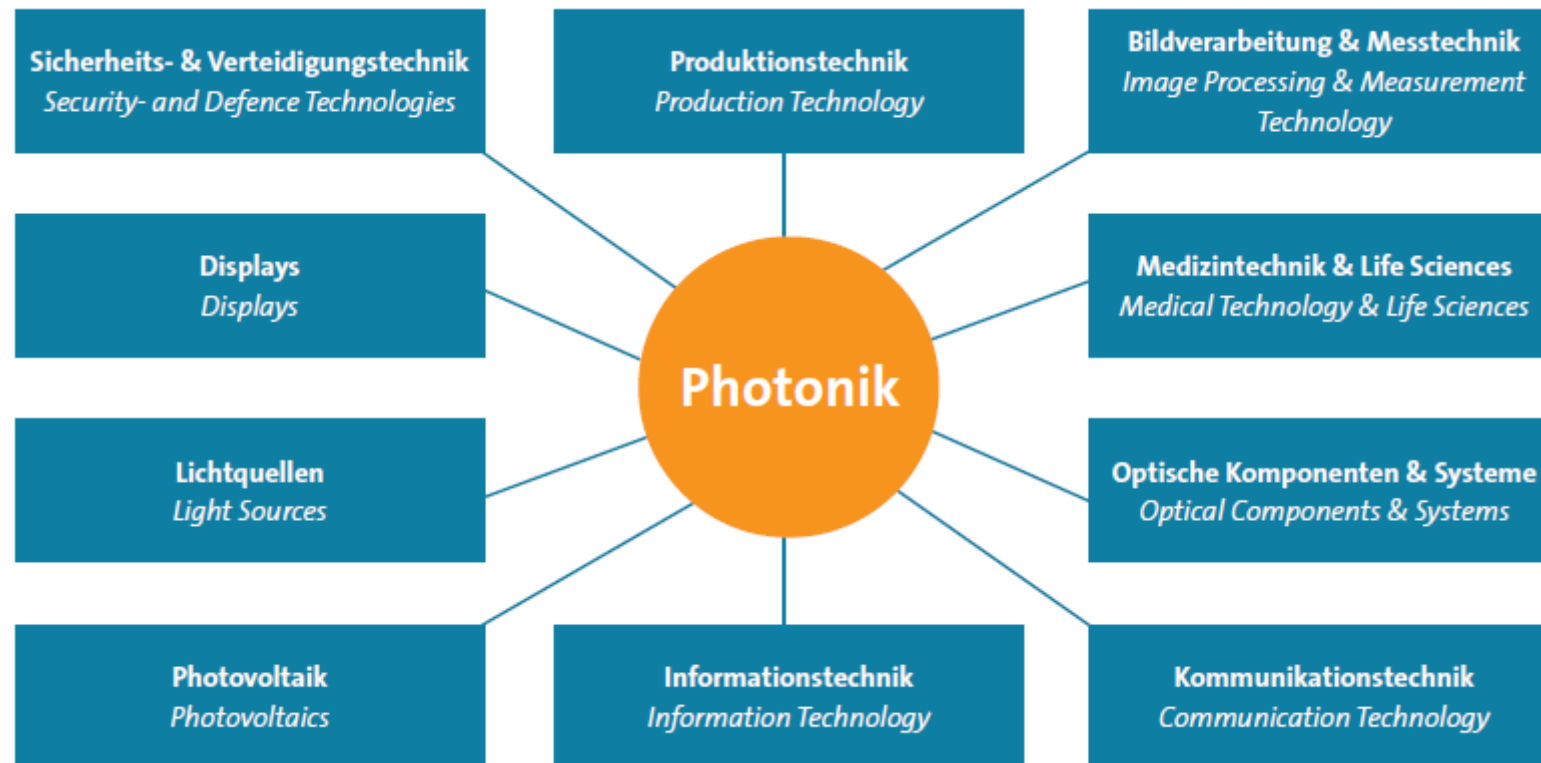 Sicherheits- & Verteidigungstechnik
Security- and Defence Technologies
Produktionstechnik
Production Technology
Bildverarbeitung & Messtechnik
Image Processing & Measurement
Technology
Displays
Displays
Medizintechnik & Life Sciences
Medical Technology & Life Sciences
Photonik
Lichtquellen
Light Sources
Optische Komponenten & Systeme
Optical Components & Systems
Photovoltaik
Photovoltaics
Informationstechnik
Information Technology
Kommunikationstechnik
Communication Technology